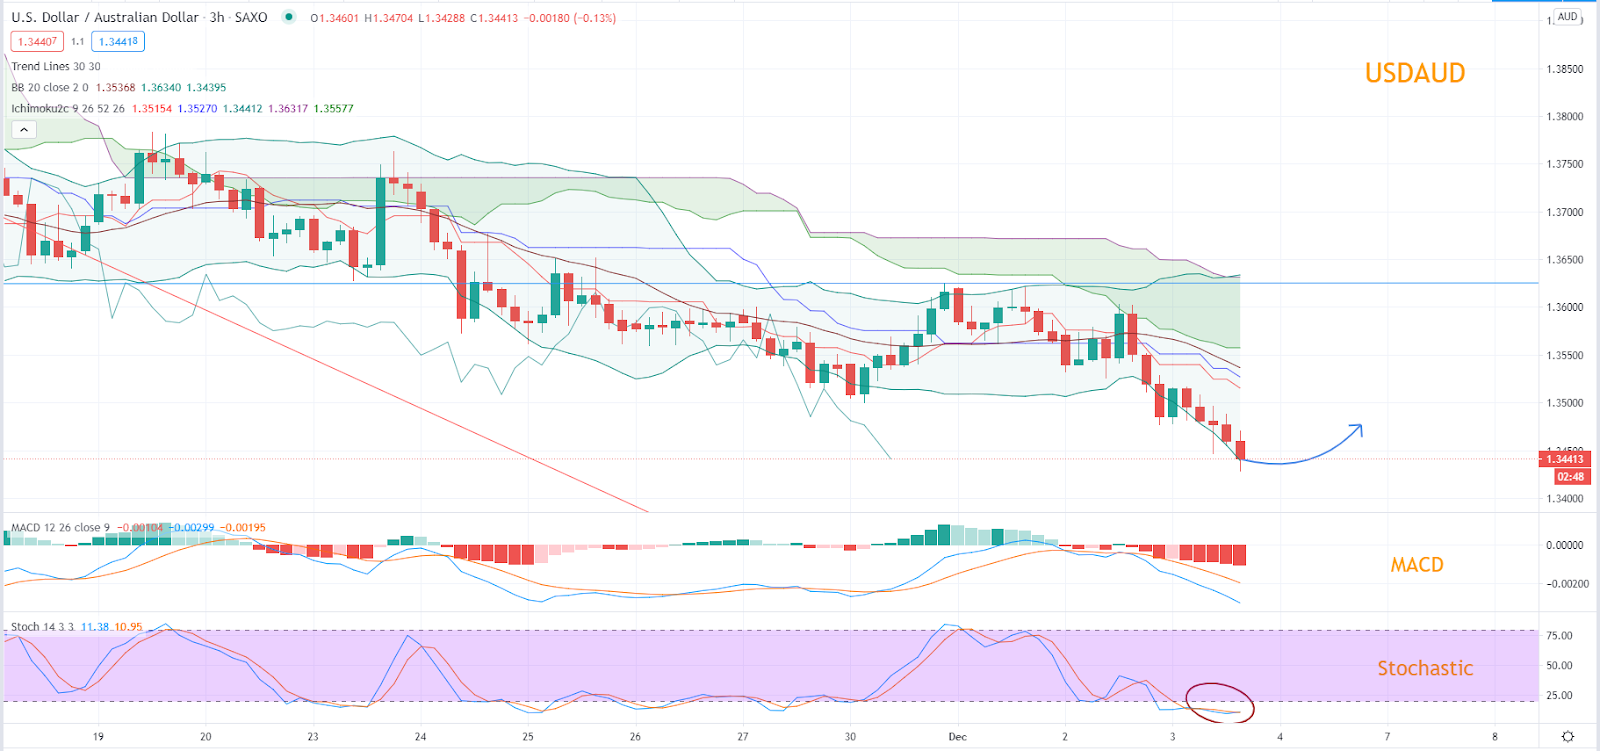 U.S. Dollar / Australian Dollar · 3h · SAXO O1.34601 H1.34704 L1.34288 C1.34413 −0.00180 (−0.13%)
AUD
1.34407 1.1 1.34418
Trend Lines 30 30
BB 20 close 2 0 1.35368 1.36340 1.34395
Ichimoku2c 9 26 52 26 1.35154 1.35270 1.34412 1.36317 1.35577
USDAUD
1.38500
1.38000
1.37500
1.37000
1.36500
1.36000
1.35500
1.35000
1.34413
02:48
1.34000
MACD 12 26 close 9 −0.00104 −0.00299 −0.00195
0.00000
MACD
−0.00200
Stoch 14 3 3 11.38 10.95
75.00
Stochastic
50.00
25.00
19 20 23 24 25 26 27 30 Dec 2 3 4 7 8